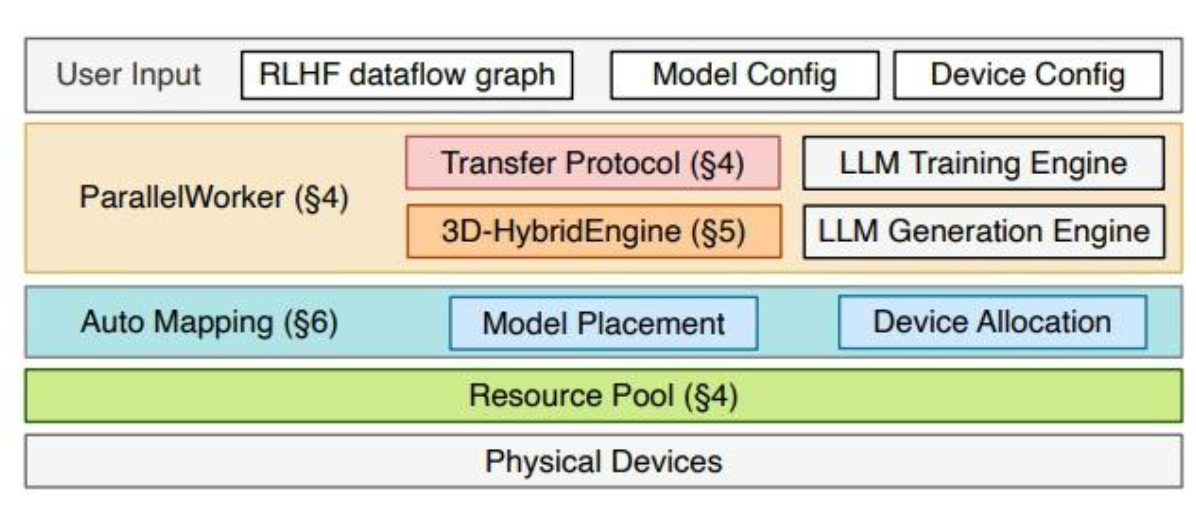 User Input
RLHF dataflow graph
Model Config
Device Config
ParallelWorker (§4)
Transfer Protocol (§4)
LLM Training Engine
3D-HybridEngine (§5)
LLM Generation Engine
Auto Mapping (§6)
Model Placement
Device Allocation
Resource Pool (§4)
Physical Devices